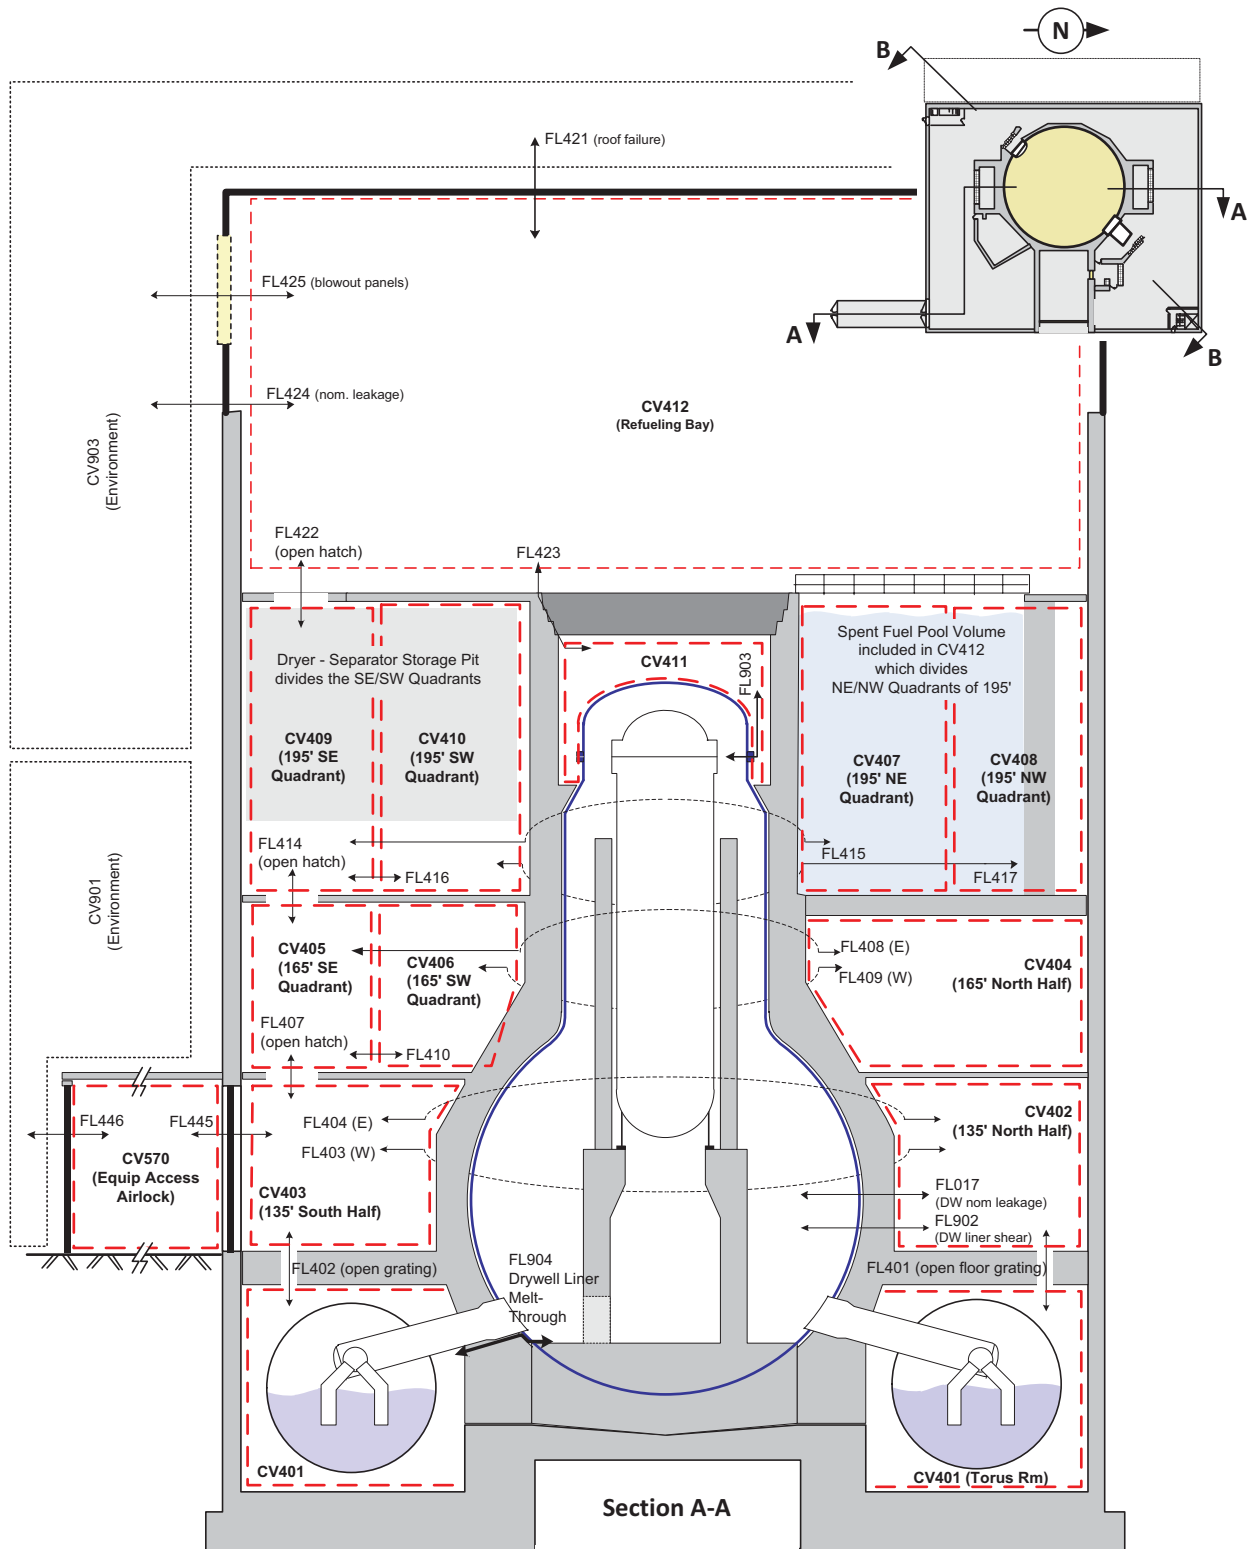 N
B
FL421 (roof failure)
A
FL425 (blowout panels)
A
B
FL424 (nom. leakage)
CV412
(Refueling Bay)
CV903
(Environment)
FL422
(open hatch)
FL423
Dryer - Separator Storage Pit
divides the SE/SW Quadrants
CV411
FL903
Spent Fuel Pool Volume
included in CV412
which divides
NE/NW Quadrants of 195'
CV409
(195' SE
Quadrant)
CV410
(195' SW
Quadrant)
CV407
(195' NE
Quadrant)
CV408
(195' NW
Quadrant)
FL414
(open hatch)
FL416
FL415
FL417
CV901
(Environment)
CV405
(165' SE
Quadrant)
CV406
(165' SW
Quadrant)
FL408 (E)
FL409 (W)
CV404
(165' North Half)
FL407
(open hatch)
FL410
FL446
FL445
FL404 (E)
FL403 (W)
CV402
(135' North Half)
CV570
(Equip Access
Airlock)
CV403
(135' South Half)
FL017
(DW nom leakage)
FL902
(DW liner shear)
FL402 (open grating)
FL904
Drywell Liner
Melt-
Through
FL401 (open floor grating)
CV401
CV401 (Torus Rm)
Section A-A